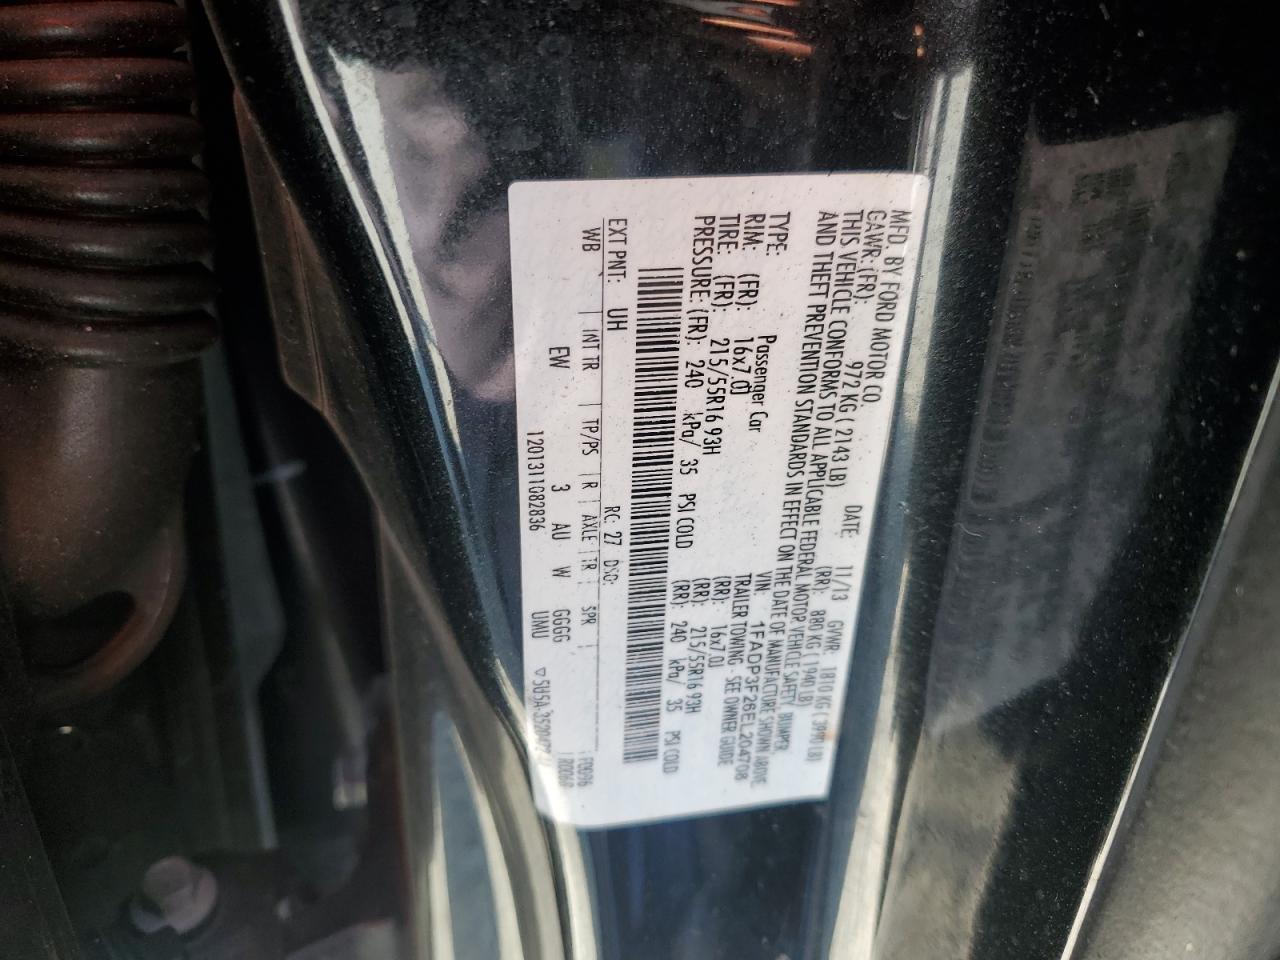 MFD. BY FORD MOTOR CO.
DATE: 11/13 GVWR: 1810 KG
GAWR: (FR): 972 KG ( 2143 LB) (RR): 880 KG ( 1940 LB)
THIS VEHICLE CONFORMS TO ALL APPLICABLE FEDERAL MOTOR VEHICLE SAFETY, BUMPER,
AND THEFT PREVENTION STANDARDS IN EFFECT ON THE DATE OF MANUFACTURE SHOWN ABOVE
VIN: 1FADP3F26EL204708
TYPE: Passenger Car TRAILER TOWING - SEE OWNER GUIDE
RIM: (FR): 16x7.0J (RR): 16x7.0J
TIRE: (FR): 215/55R16 93H (RR): 215/55R16 93H
PRESSURE: (FR): 240 kPa/ 35 PSI COLD (RR): 240 kPa/ 35 PSI COLD
EXT PNT: UH RC: 27 DSO:
WB INT TR TP/PS R AXLE TR SPR
EW 3 AU W GGGG
1201311082836 UMU